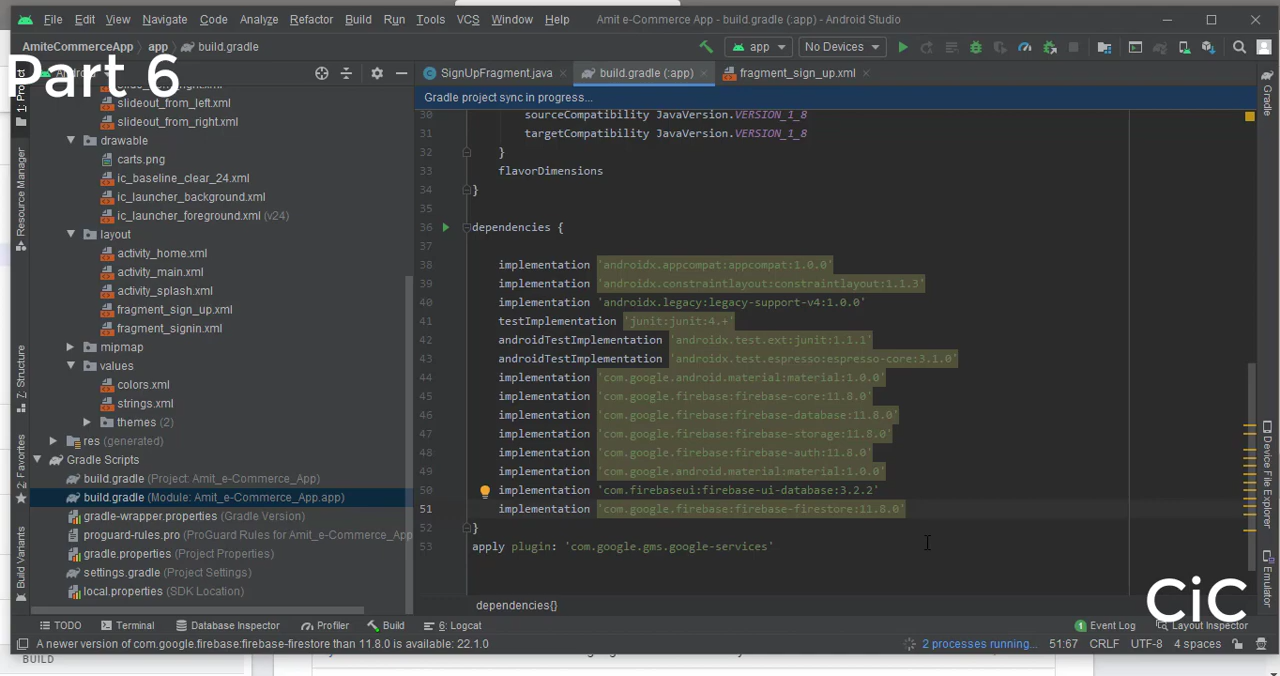 File Edit View Navigate Code Analyze Refactor Build Run Tools VCS Window Help Amit e-Commerce App - build.gradle (:app) - Android Studio
AmiteCommerceApp app build.gradle app No Devices
Part 6
SignUpFragment.java build.gradle (:app) fragment_sign_up.xml
Gradle project sync in progress...
slideout_from_left.xml
slideout_from_right.xml
drawable
carts.png
ic_baseline_clear_24.xml
ic_launcher_background.xml
ic_launcher_foreground.xml (v24)
layout
activity_home.xml
activity_main.xml
activity_splash.xml
fragment_sign_up.xml
fragment_signin.xml
mipmap
values
colors.xml
strings.xml
themes (2)
res (generated)
Gradle Scripts
build.gradle (Project: Amit_e-Commerce_App)
build.gradle (Module: Amit_e-Commerce_App.app)
gradle-wrapper.properties (Gradle Version)
proguard-rules.pro (ProGuard Rules for Amit_e-Commerce_App
gradle.properties (Project Properties)
settings.gradle (Project Settings)
local.properties (SDK Location)
Resource Manager
7: Structure
2: Favorites
Build Variants
30 sourceCompatibility JavaVersion.VERSION_1_8
31 targetCompatibility JavaVersion.VERSION_1_8
32 }
33 flavorDimensions
34 }
35
36 dependencies {
37
38 implementation 'androidx.appcompat:appcompat:1.0.0'
39 implementation 'androidx.constraintlayout:constraintlayout:1.1.3'
40 implementation 'androidx.legacy:legacy-support-v4:1.0.0'
41 testImplementation 'junit:junit:4.+'
42 androidTestImplementation 'androidx.test.ext:junit:1.1.1'
43 androidTestImplementation 'androidx.test.espresso:espresso-core:3.1.0'
44 implementation 'com.google.android.material:material:1.0.0'
45 implementation 'com.google.firebase:firebase-core:11.8.0'
46 implementation 'com.google.firebase:firebase-database:11.8.0'
47 implementation 'com.google.firebase:firebase-storage:11.8.0'
48 implementation 'com.google.firebase:firebase-auth:11.8.0'
49 implementation 'com.google.android.material:material:1.0.0'
50 implementation 'com.firebaseui:firebase-ui-database:3.2.2'
51 implementation 'com.google.firebase:firebase-firestore:11.8.0'
52 }
53 apply plugin: 'com.google.gms.google-services'
dependencies{}
Gradle
Device File Explorer
Emulator
CiC
TODO Terminal Database Inspector Profiler Build 6: Logcat 1 Event Log Layout Inspector
A newer version of com.google.firebase:firebase-firestore than 11.8.0 is available: 22.1.0 2 processes running... 51:67 CRLF UTF-8 4 spaces
BUILD